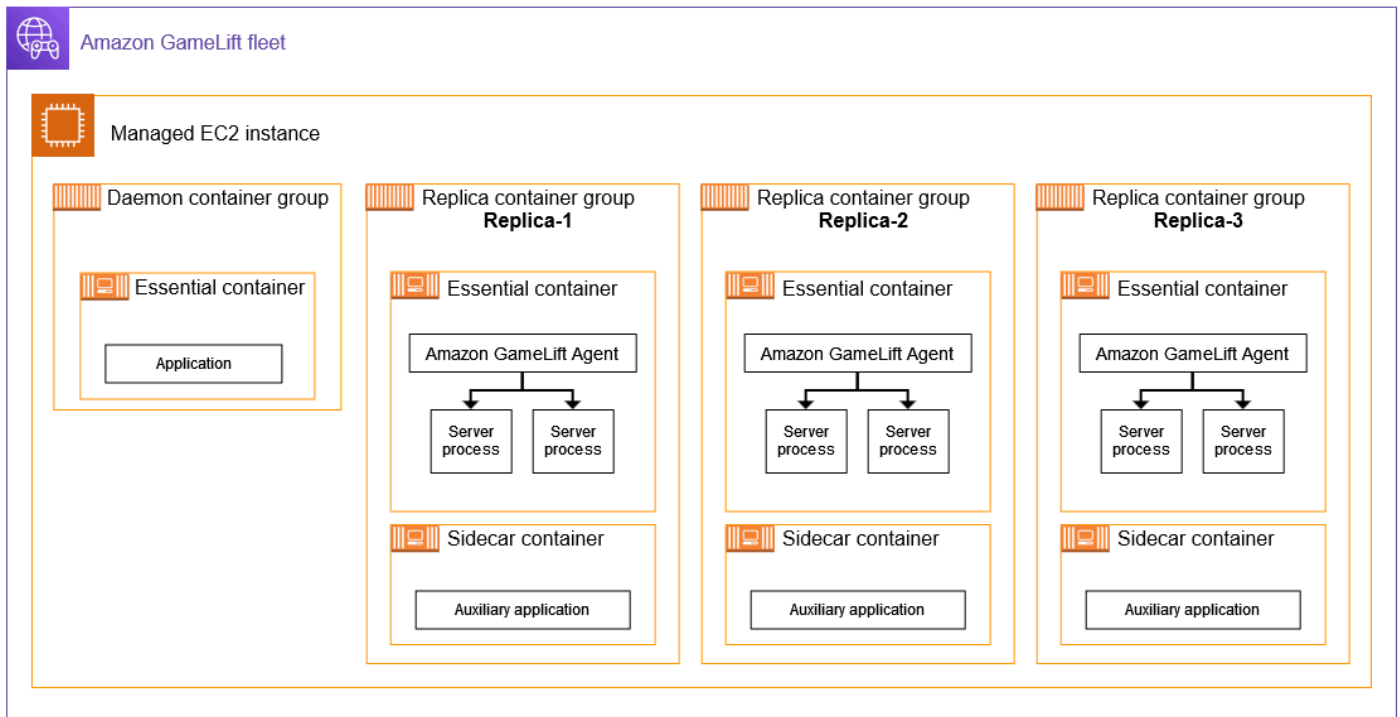 Amazon GameLift fleet
Managed EC2 instance
Daemon container group
Essential container
Application
Replica container group
Replica-1
Essential container
Amazon GameLift Agent
Server
process
Server
process
Sidecar container
Auxiliary application
Replica container group
Replica-2
Essential container
Amazon GameLift Agent
Server
process
Server
process
Sidecar container
Auxiliary application
Replica container group
Replica-3
Essential container
Amazon GameLift Agent
Server
process
Server
process
Sidecar container
Auxiliary application